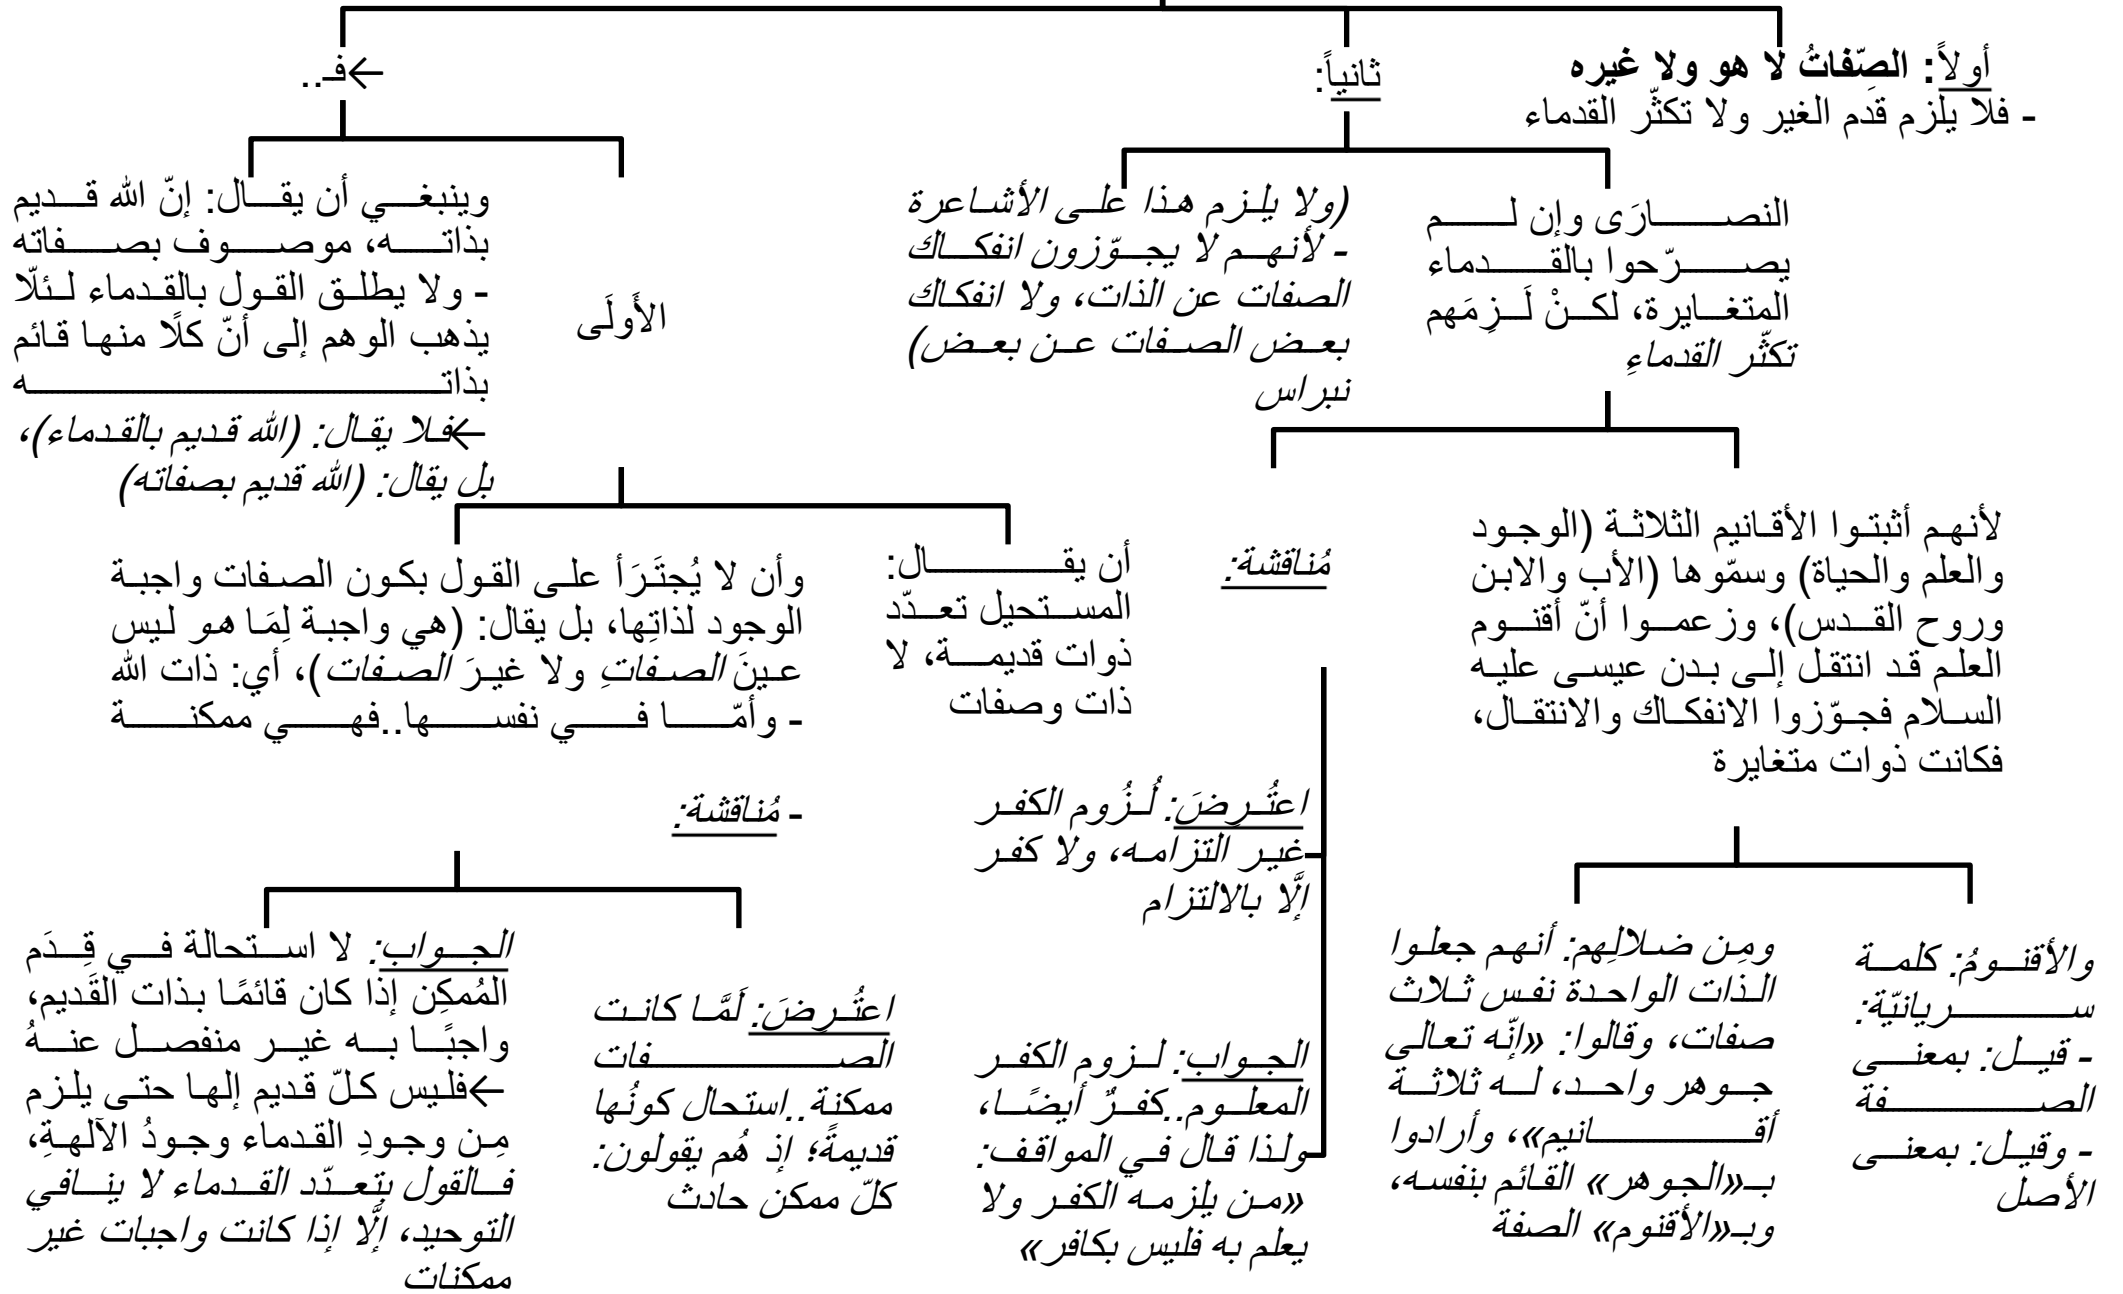 أولاً: الصِّفاتُ لا هو ولا غيره
- فلا يلزم قدم الغير ولا تكثّر القدماء
ثانياً:
←فـ..
النصارَى وإن لم
يصرّحوا بالقدماء
المتغايرة، لكنْ لَزِمَهم
تكثّر القدماءِ
(ولا يلزم هذا على الأشاعرة
- لأنهم لا يجوّزون انفكاك
الصفات عن الذات، ولا انفكاك
بعض الصفات عن بعض)
نبراس
الأَولَى
وينبغي أن يقال: إنّ الله قديم
بذاته، موصوف بصفاته
- ولا يطلق القول بالقدماء لئلّا
يذهب الوهم إلى أنّ كلًا منها قائم
بذاته
←فلا يقال: (الله قديم بالقدماء)،
بل يقال: (الله قديم بصفاته)
لأنهم أثبتوا الأقانيم الثلاثة (الوجود
والعلم والحياة) وسمّوها (الأب والابن
وروح القدس)، وزعموا أنّ أقنوم
العلم قد انتقل إلى بدن عيسى عليه
السلام فجوّزوا الانفكاك والانتقال،
فكانت ذوات متغايرة
مُناقشة:
أن يقال:
المستحيل تعدّد
ذوات قديمة، لا
ذات وصفات
وأن لا يُجتَرَأ على القول بكون الصفات واجبة
الوجود لذاتِها، بل يقال: (هي واجبة لِمَا هو ليس
عينَ الصفاتِ ولا غيرَ الصفات)، أي: ذات الله
- وأمّا في نفسها..فهي ممكنة
- مُناقشة:
والأقنومُ: كلمة
سريانيّة:
- قيل: بمعنى
الصفة
- وقيل: بمعنى
الأصل
ومِن ضلالِهم: أنهم جعلوا
الذات الواحدة نفس ثلاث
صفات، وقالوا: «إنّه تعالى
جوهر واحد، له ثلاثة
أقانيم»، وأرادوا
بـ«الجوهر» القائم بنفسه،
وبـ«الأقنوم» الصفة
اعتُرِضَ: لُزُوم الكفر
غير التزامه، ولا كفر
إلَّا بالالتزام
الجواب: لزوم الكفر
المعلوم..كفرٌ أيضًا،
ولذا قال في المواقف:
«من يلزمه الكفر ولا
يعلم به فليس بكافر»
اعتُرِضَ: لَمَّا كانت
الصفات
ممكنة..استحال كونُها
قديمةً؛ إذ هُم يقولون:
كلّ ممكن حادث
الجواب: لا استحالة في قِدَم
المُمكِن إذا كان قائمًا بذات القَديم،
واجبًا به غير منفصل عنهُ
←فليس كلّ قديم إلها حتى يلزم
مِن وجودِ القدماء وجودُ الآلهةِ،
فالقول بتعدّد القدماء لا ينافي
التوحيد، إلَّا إذا كانت واجبات غير
ممكنات